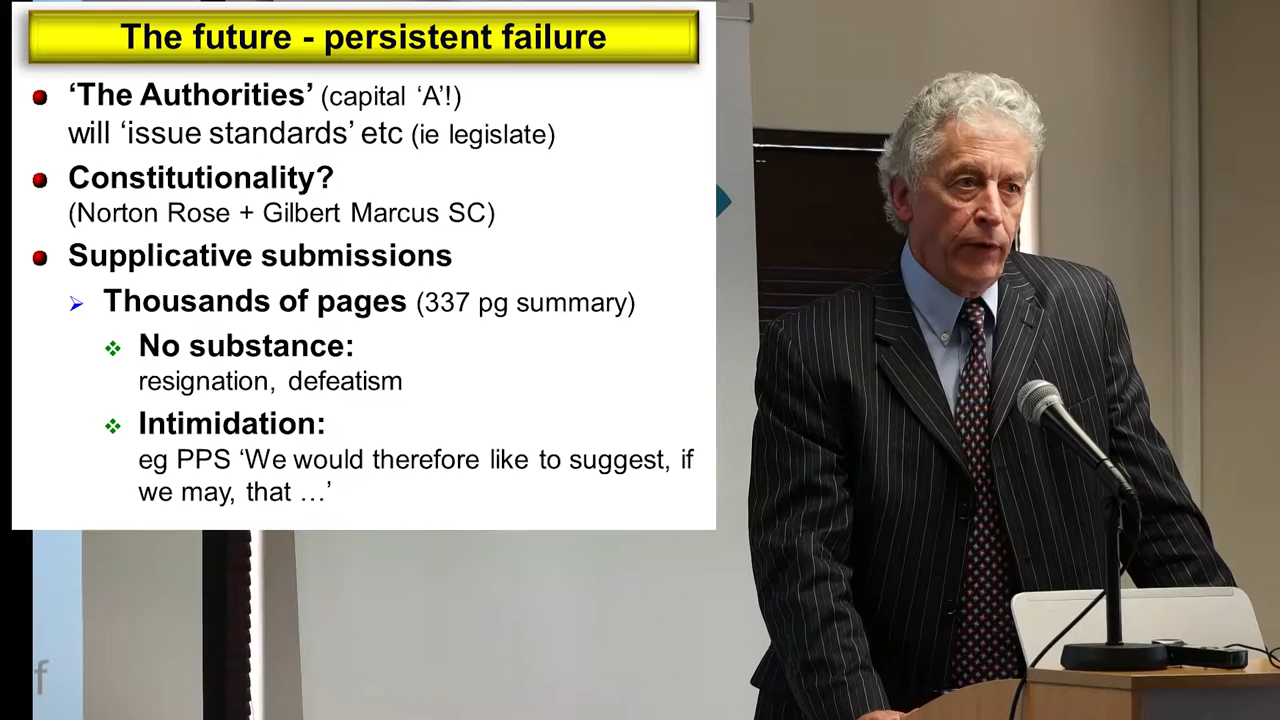 The future - persistent failure
‘The Authorities’ (capital ‘A’!)
will ‘issue standards’ etc (ie legislate)
Constitutionality?
(Norton Rose + Gilbert Marcus SC)
Supplicative submissions
Thousands of pages (337 pg summary)
No substance:
resignation, defeatism
Intimidation:
eg PPS ‘We would therefore like to suggest, if
we may, that …’
f